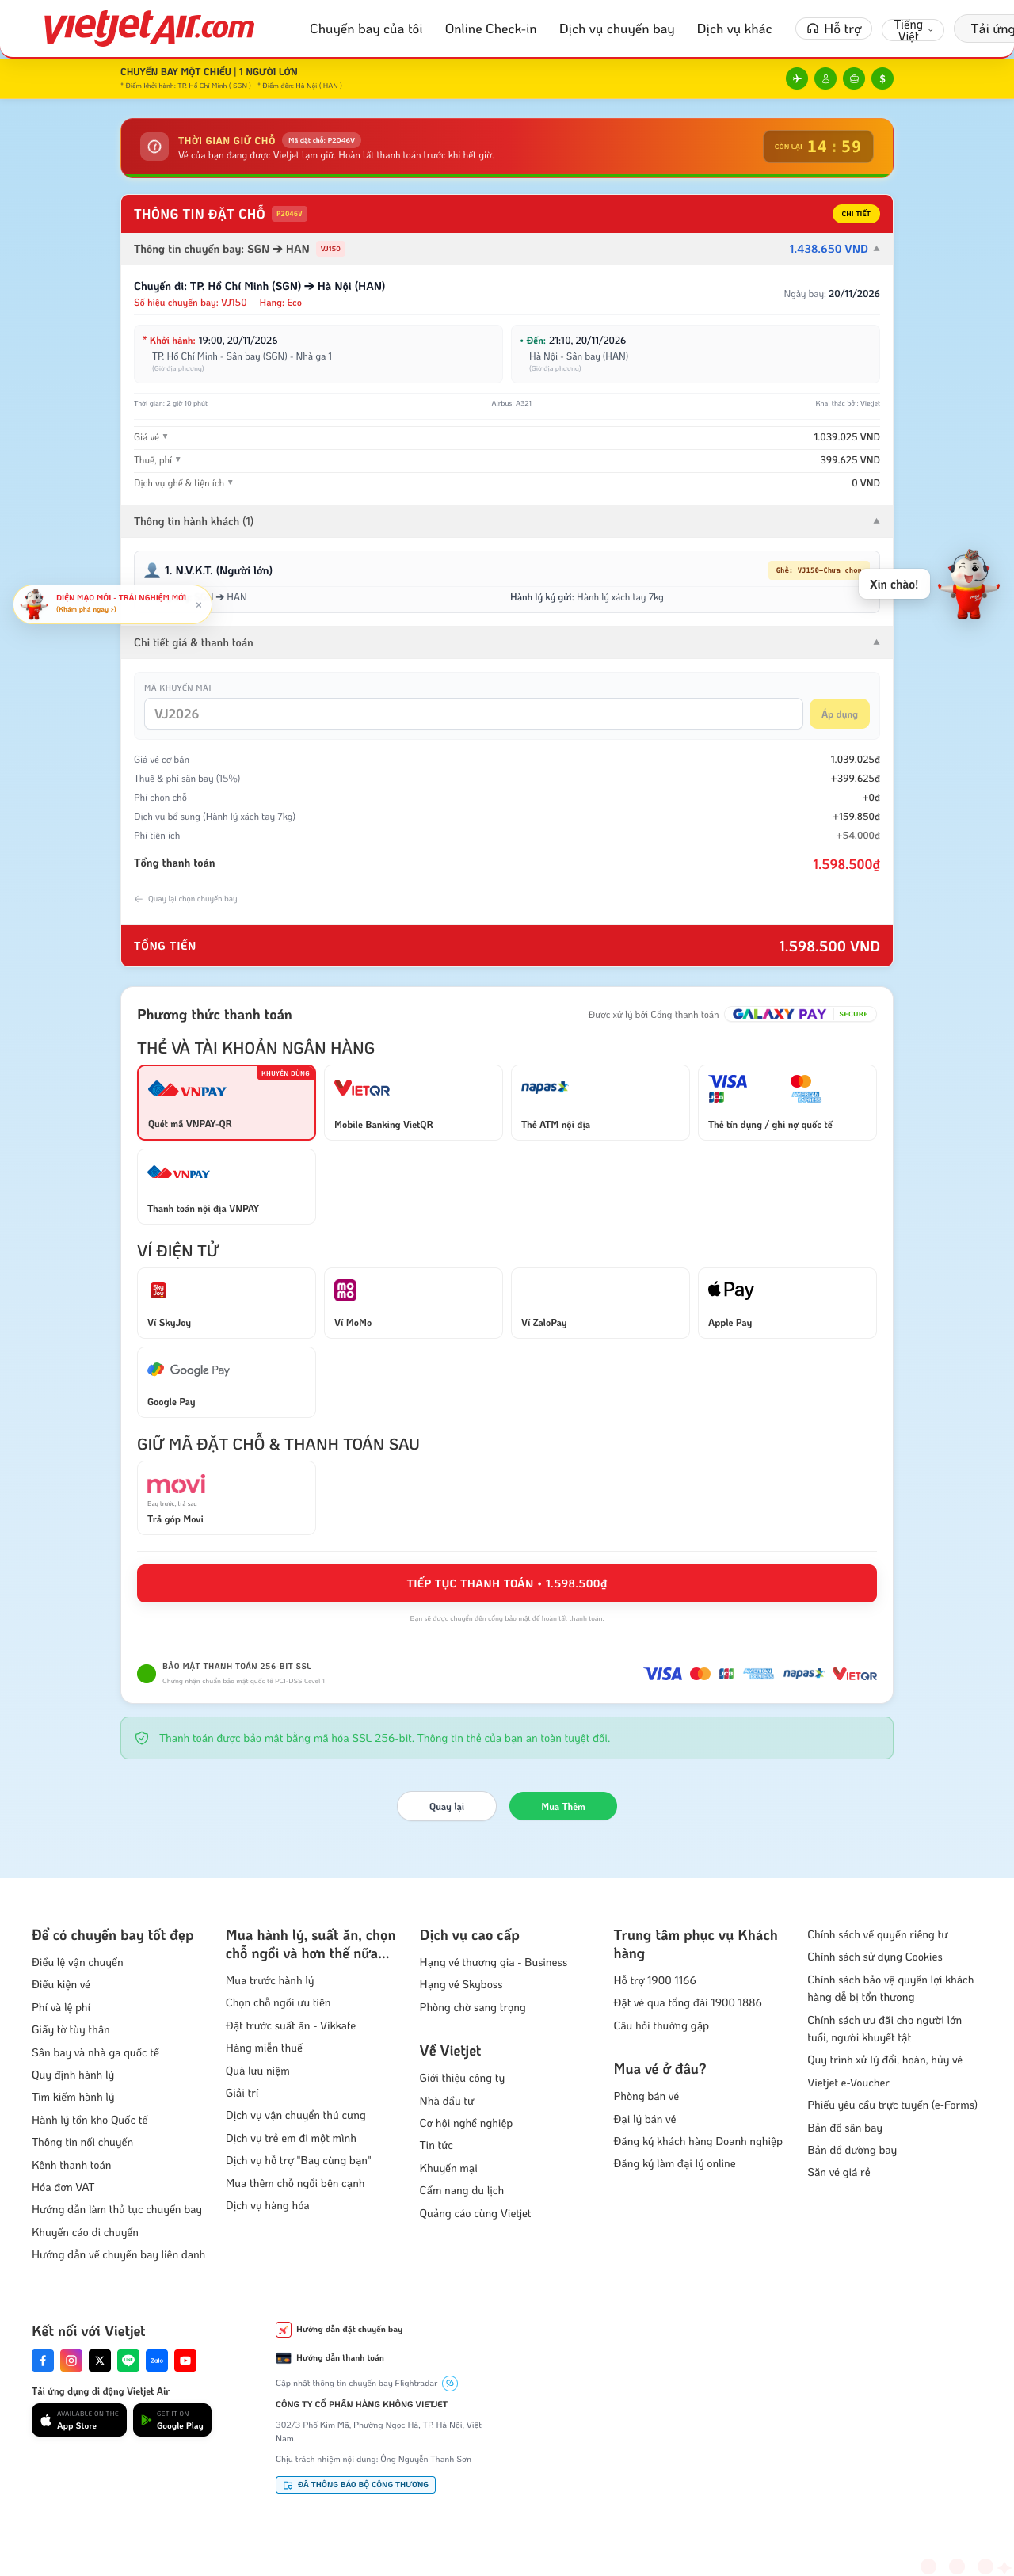 vietjetAir.com
Chuyến bay của tôi
Online Check-in
Dịch vụ chuyến bay
Dịch vụ khác
Hỗ trợ
Tiếng Việt
Tải ứng
CHUYẾN BAY MỘT CHIỀU | 1 NGƯỜI LỚN
* Điểm khởi hành: TP. Hồ Chí Minh ( SGN ) * Điểm đến: Hà Nội ( HAN )
THỜI GIAN GIỮ CHỖ
Mã đặt chỗ: P2046V
Vé của bạn đang được Vietjet tạm giữ. Hoàn tất thanh toán trước khi hết giờ.
CÒN LẠI 14 : 59
THÔNG TIN ĐẶT CHỖ P2046V
CHI TIẾT
Thông tin chuyến bay: SGN ➔ HAN VJ150
1.438.650 VND ▲
Chuyến đi: TP. Hồ Chí Minh (SGN) ➔ Hà Nội (HAN)
Số hiệu chuyến bay: VJ150 | Hạng: Eco
Ngày bay: 20/11/2026
* Khởi hành: 19:00, 20/11/2026
TP. Hồ Chí Minh - Sân bay (SGN) - Nhà ga 1
(Giờ địa phương)
• Đến: 21:10, 20/11/2026
Hà Nội - Sân bay (HAN)
(Giờ địa phương)
Thời gian: 2 giờ 10 phút
Airbus: A321
Khai thác bởi: Vietjet
Giá vé ▼ 1.039.025 VND
Thuế, phí ▼ 399.625 VND
Dịch vụ ghế & tiện ích ▼ 0 VND
Thông tin hành khách (1) ▲
1. N.V.K.T. (Người lớn)
Ghế: VJ150-Chưa chọn
➔ HAN
Hành lý ký gửi: Hành lý xách tay 7kg
DIỆN MẠO MỚI - TRẢI NGHIỆM MỚI
(Khám phá ngay >)
×
Xin chào!
Chi tiết giá & thanh toán ▲
MÃ KHUYẾN MÃI
VJ2026
Áp dụng
Giá vé cơ bản 1.039.025₫
Thuế & phí sân bay (15%) +399.625₫
Phí chọn chỗ +0₫
Dịch vụ bổ sung (Hành lý xách tay 7kg) +159.850₫
Phí tiện ích +54.000₫
Tổng thanh toán 1.598.500₫
Quay lại chọn chuyến bay
TỔNG TIỀN 1.598.500 VND
Phương thức thanh toán
Được xử lý bởi Cổng thanh toán GALAXY PAY SECURE
THẺ VÀ TÀI KHOẢN NGÂN HÀNG
KHUYÊN DÙNG
VNPAY
Quét mã VNPAY-QR
VIETQR
Mobile Banking VietQR
napas
Thẻ ATM nội địa
VISA
JCB
AMERICAN EXPRESS
Thẻ tín dụng / ghi nợ quốc tế
VNPAY
Thanh toán nội địa VNPAY
VÍ ĐIỆN TỬ
Sky Joy
Ví SkyJoy
mo mo
Ví MoMo
Ví ZaloPay
Pay
Apple Pay
Google Pay
Google Pay
GIỮ MÃ ĐẶT CHỖ & THANH TOÁN SAU
movi
Bay trước, trả sau
Trả góp Movi
TIẾP TỤC THANH TOÁN • 1.598.500₫
Bạn sẽ được chuyển đến cổng bảo mật để hoàn tất thanh toán.
BẢO MẬT THANH TOÁN 256-BIT SSL
Chứng nhận chuẩn bảo mật quốc tế PCI-DSS Level 1
VISA
JCB
AMERICAN EXPRESS
napas
VIETQR
Thanh toán được bảo mật bằng mã hóa SSL 256-bit. Thông tin thẻ của bạn an toàn tuyệt đối.
Quay lại
Mua Thêm
Để có chuyến bay tốt đẹp
Điều lệ vận chuyển
Điều kiện vé
Phí và lệ phí
Giấy tờ tùy thân
Sân bay và nhà ga quốc tế
Quy định hành lý
Tìm kiếm hành lý
Hành lý tồn kho Quốc tế
Thông tin nối chuyến
Kênh thanh toán
Hóa đơn VAT
Hướng dẫn làm thủ tục chuyến bay
Khuyến cáo di chuyển
Hướng dẫn về chuyến bay liên danh
Mua hành lý, suất ăn, chọn chỗ ngồi và hơn thế nữa...
Mua trước hành lý
Chọn chỗ ngồi ưu tiên
Đặt trước suất ăn - Vikkafe
Hàng miễn thuế
Quà lưu niệm
Giải trí
Dịch vụ vận chuyển thú cưng
Dịch vụ trẻ em đi một mình
Dịch vụ hỗ trợ "Bay cùng bạn"
Mua thêm chỗ ngồi bên cạnh
Dịch vụ hàng hóa
Dịch vụ cao cấp
Hạng vé thương gia - Business
Hạng vé Skyboss
Phòng chờ sang trọng
Về Vietjet
Giới thiệu công ty
Nhà đầu tư
Cơ hội nghề nghiệp
Tin tức
Khuyến mại
Cẩm nang du lịch
Quảng cáo cùng Vietjet
Trung tâm phục vụ Khách hàng
Hỗ trợ 1900 1166
Đặt vé qua tổng đài 1900 1886
Câu hỏi thường gặp
Mua vé ở đâu?
Phòng bán vé
Đại lý bán vé
Đăng ký khách hàng Doanh nghiệp
Đăng ký làm đại lý online
Chính sách về quyền riêng tư
Chính sách sử dụng Cookies
Chính sách bảo vệ quyền lợi khách hàng dễ bị tổn thương
Chính sách ưu đãi cho người lớn tuổi, người khuyết tật
Quy trình xử lý đổi, hoàn, hủy vé
Vietjet e-Voucher
Phiếu yêu cầu trực tuyến (e-Forms)
Bản đồ sân bay
Bản đồ đường bay
Săn vé giá rẻ
Kết nối với Vietjet
Zalo
Tải ứng dụng di động Vietjet Air
AVAILABLE ON THE
App Store
GET IT ON
Google Play
Hướng dẫn đặt chuyến bay
Hướng dẫn thanh toán
Cập nhật thông tin chuyến bay Flightradar
CÔNG TY CỔ PHẦN HÀNG KHÔNG VIETJET
302/3 Phố Kim Mã, Phường Ngọc Hà, TP. Hà Nội, Việt Nam.
Chịu trách nhiệm nội dung: Ông Nguyễn Thanh Sơn
ĐÃ THÔNG BÁO BỘ CÔNG THƯƠNG